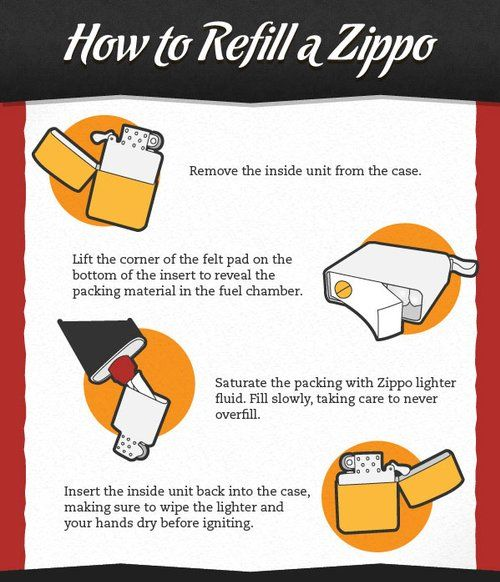 How to Refill a Zippo
Remove the inside unit from the case.
Lift the corner of the felt pad on the
bottom of the insert to reveal the
packing material in the fuel chamber.
Saturate the packing with Zippo lighter
fluid. Fill slowly, taking care to never
overfill.
Insert the inside unit back into the case,
making sure to wipe the lighter and
your hands dry before igniting.